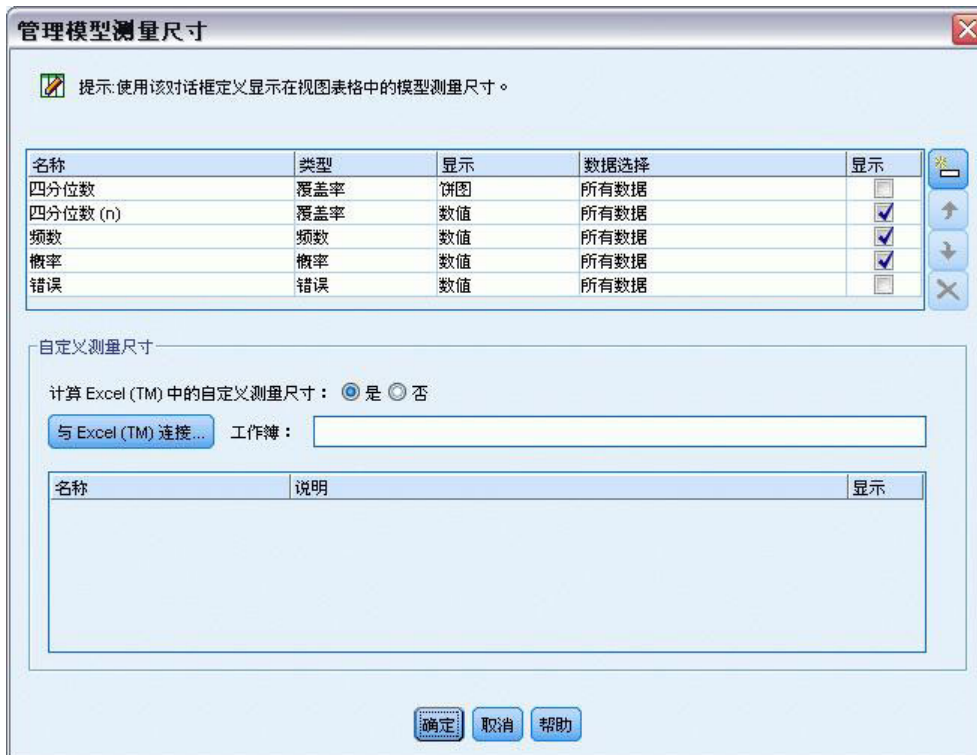 管理模型测量尺寸
提示:使用该对话框定义显示在视图表格中的模型测量尺寸。
名称 类型 显示 数据选择 显示
四分位数 覆盖率 饼图 所有数据
四分位数 (n) 覆盖率 数值 所有数据
频数 频数 数值 所有数据
概率 概率 数值 所有数据
错误 错误 数值 所有数据
自定义测量尺寸
计算 Excel (TM) 中的自定义测量尺寸： 是 否
与 Excel (TM) 连接... 工作簿：
名称 说明 显示
确定 取消 帮助